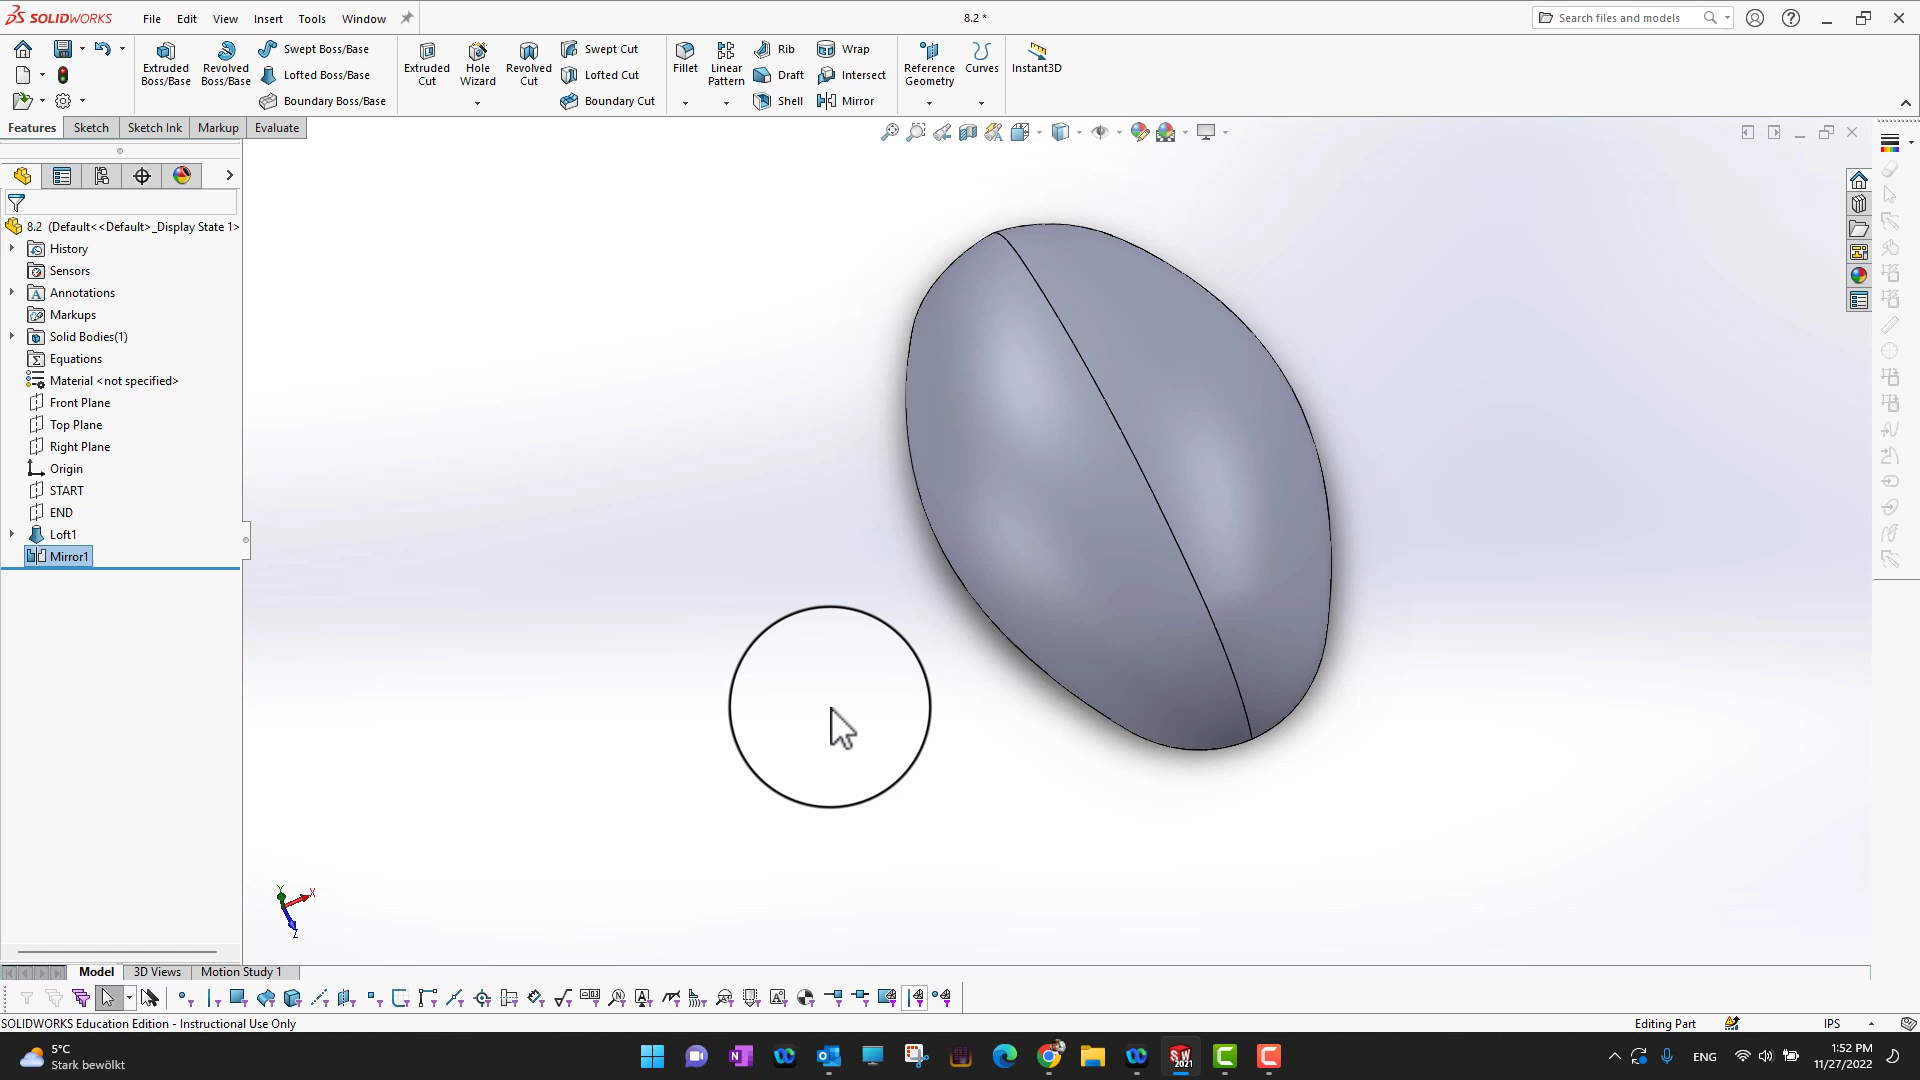 SOLIDWORKS File Edit View Insert Tools Window 8.2 * Search files and models
Extruded Boss/Base
Revolved Boss/Base
Swept Boss/Base
Lofted Boss/Base
Boundary Boss/Base
Extruded Cut
Hole Wizard
Revolved Cut
Swept Cut
Lofted Cut
Boundary Cut
Fillet
Linear Pattern
Rib
Draft
Shell
Wrap
Intersect
Mirror
Reference Geometry
Curves
Instant3D
Features Sketch Sketch Ink Markup Evaluate
8.2 (Default<<Default>_Display State 1>
History
Sensors
Annotations
Markups
Solid Bodies(1)
Equations
Material <not specified>
Front Plane
Top Plane
Right Plane
Origin
START
END
Loft1
Mirror1
Y
X
Z
Model 3D Views Motion Study 1
SOLIDWORKS Education Edition - Instructional Use Only Editing Part IPS
5°C
Stark bewölkt
SW 2021
ENG
1:52 PM
11/27/2022